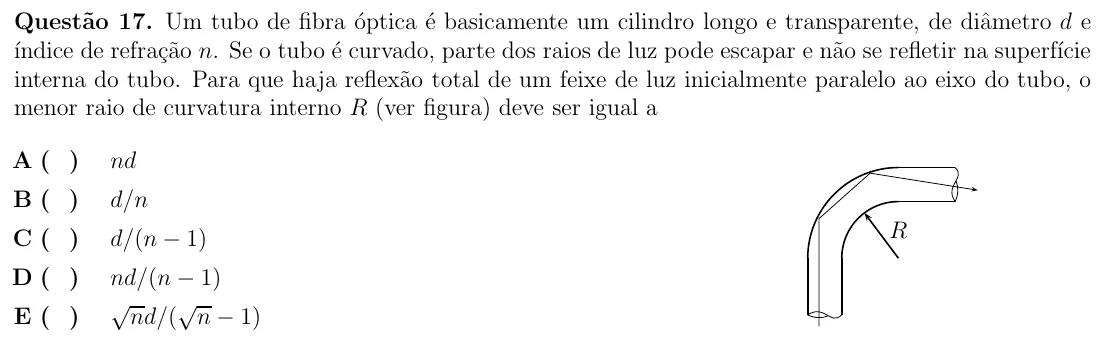 Questão 17. Um tubo de fibra óptica é basicamente um cilindro longo e transparente, de diâmetro d e
índice de refração n. Se o tubo é curvado, parte dos raios de luz pode escapar e não se refletir na superfície
interna do tubo. Para que haja reflexão total de um feixe de luz inicialmente paralelo ao eixo do tubo, o
menor raio de curvatura interno R (ver figura) deve ser igual a
A ( ) nd
B ( ) d/n
C ( ) d/(n − 1)
D ( ) nd/(n − 1)
E ( ) √nd/(√n − 1)
R